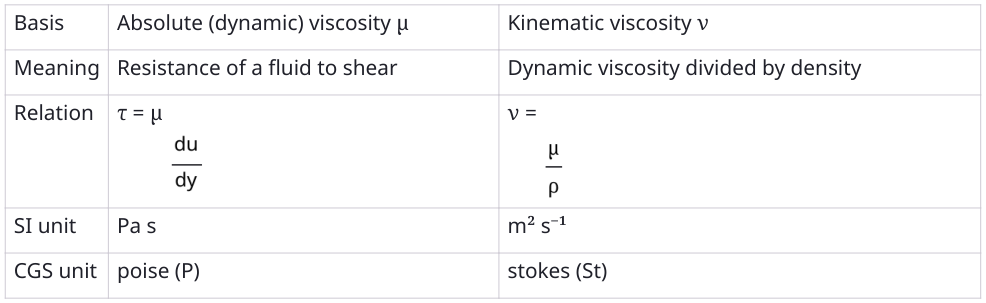 Basis Absolute (dynamic) viscosity μ Kinematic viscosity ν
Meaning Resistance of a fluid to shear Dynamic viscosity divided by density
Relation τ = μ du/dy ν = μ/ρ
SI unit Pa s m² s⁻¹
CGS unit poise (P) stokes (St)